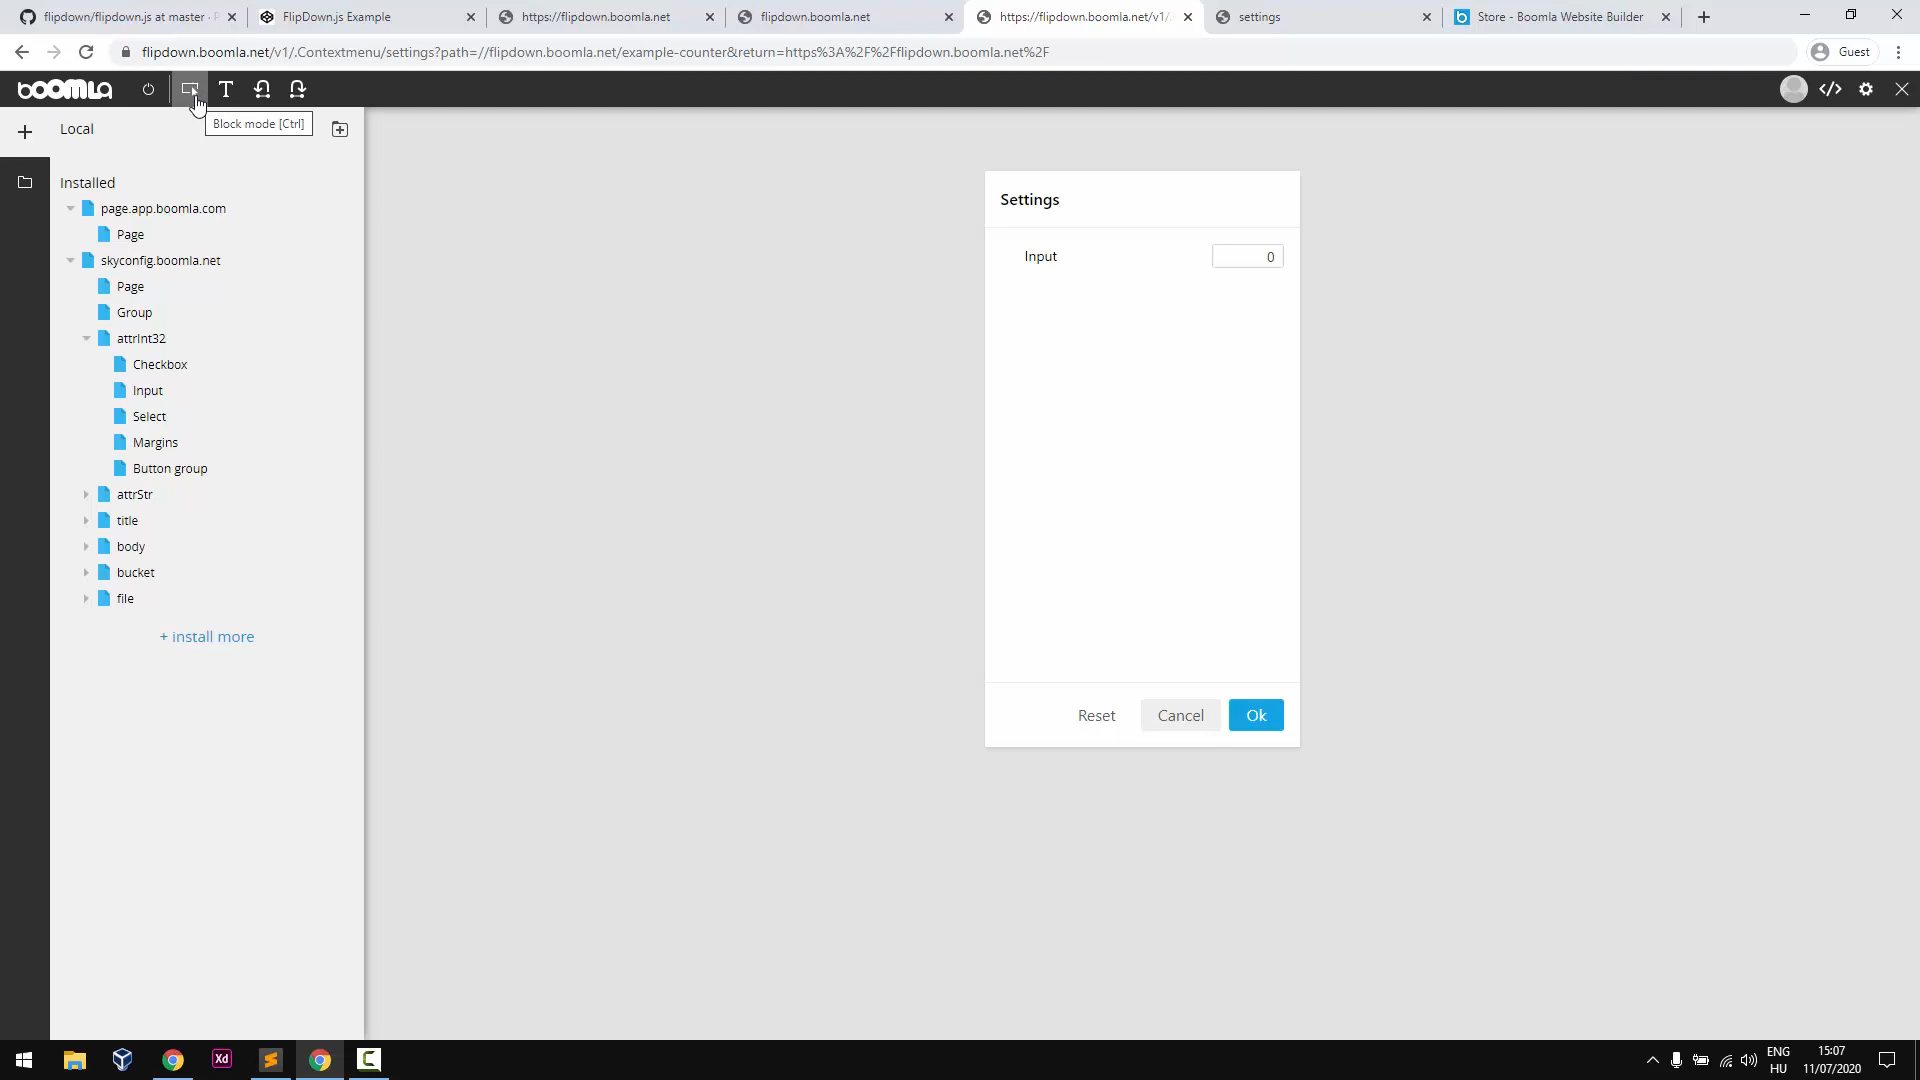 flipdown/flipdown.js at master ·
FlipDown.js Example
https://flipdown.boomla.net
flipdown.boomla.net
https://flipdown.boomla.net/v1/
settings
Store - Boomla Website Builder
flipdown.boomla.net/v1/.Contextmenu/settings?path=//flipdown.boomla.net/example-counter&return=https%3A%2F%2Fflipdown.boomla.net%2F
Guest
boomla
T
</>
Block mode [Ctrl]
Local
Installed
page.app.boomla.com
Page
skyconfig.boomla.net
Page
Group
attrInt32
Checkbox
Input
Select
Margins
Button group
attrStr
title
body
bucket
file
+ install more
Settings
Input
0
Reset
Cancel
Ok
Xd
ENG
HU
15:07
11/07/2020